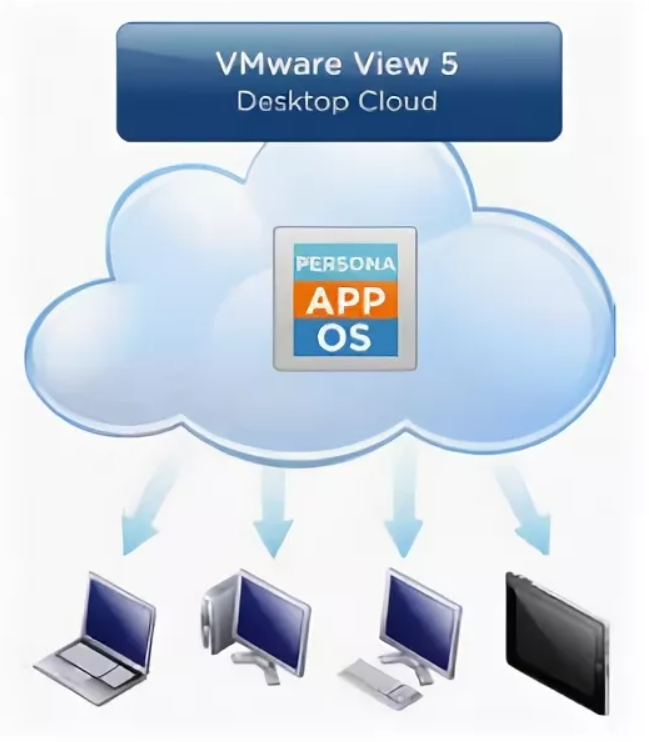 VMware View 5
Desktop Cloud
PERSONA
APP
OS